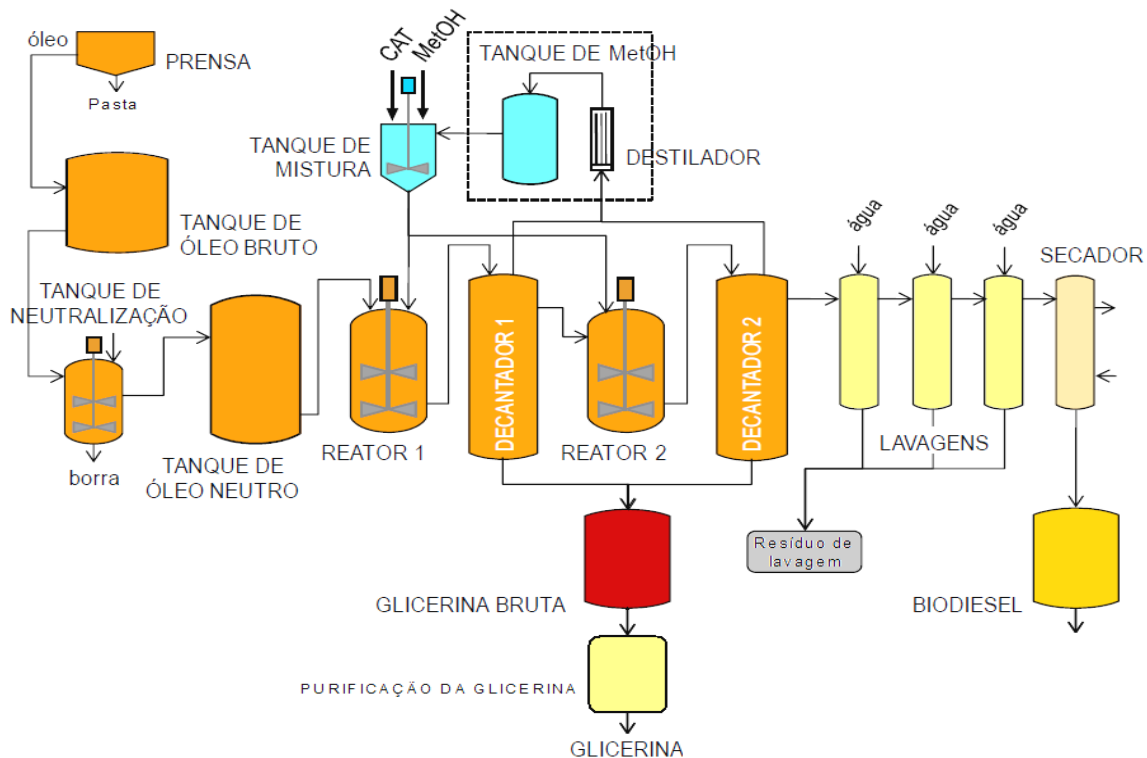 óleo
PRENSA
Pasta
CAT
MetOH
TANQUE DE MetOH
TANQUE DE
MISTURA
DESTILADOR
TANQUE DE
ÓLEO BRUTO
água
água
água
SECADOR
TANQUE DE
NEUTRALIZAÇÃO
DECANTADOR 1
DECANTADOR 2
borra
TANQUE DE
ÓLEO NEUTRO
REATOR 1
REATOR 2
LAVAGENS
Resíduo de
lavagem
GLICERINA BRUTA
BIODIESEL
PURIFICAÇÃO DA GLICERINA
GLICERINA